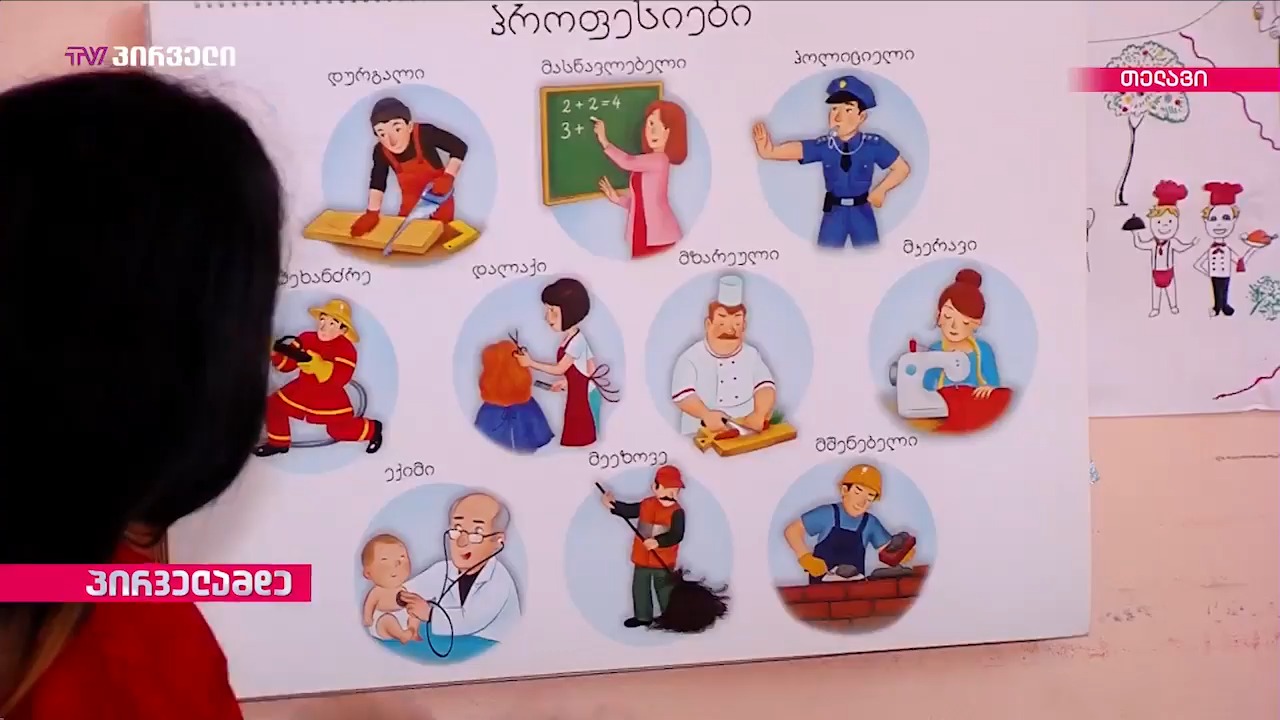 პროფესიები
TV პირველი
თელავი
დურგალი
მასწავლებელი
პოლიციელი
2+2=4
3+
მეხანძრე
დალაქი
მზარეული
მკერავი
ექიმი
მეეზოვე
მშენებელი
პირველამდე